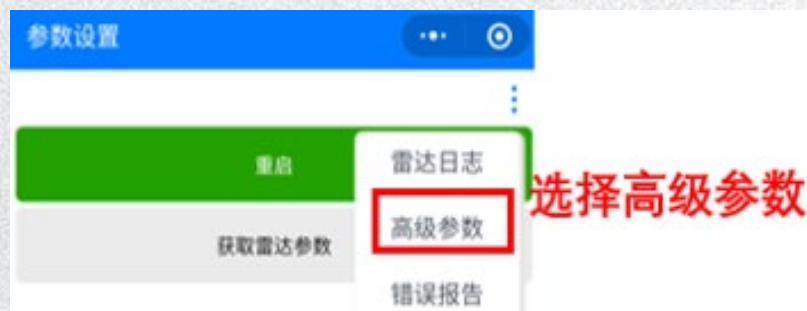 参数设置
重启
雷达日志
高级参数
选择高级参数
获取雷达参数
错误报告